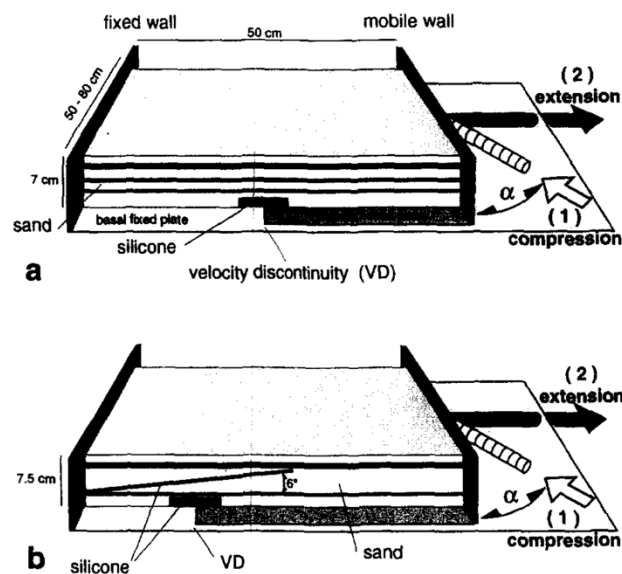 fixed wall
mobile wall
50 cm
50 - 80 cm
(2)
extension
7 cm
sand
basal fixed plate
silicone
α
(1)
compression
velocity discontinuity (VD)
a
(2)
extension
7.5 cm
6°
α
(1)
compression
sand
silicone
VD
b